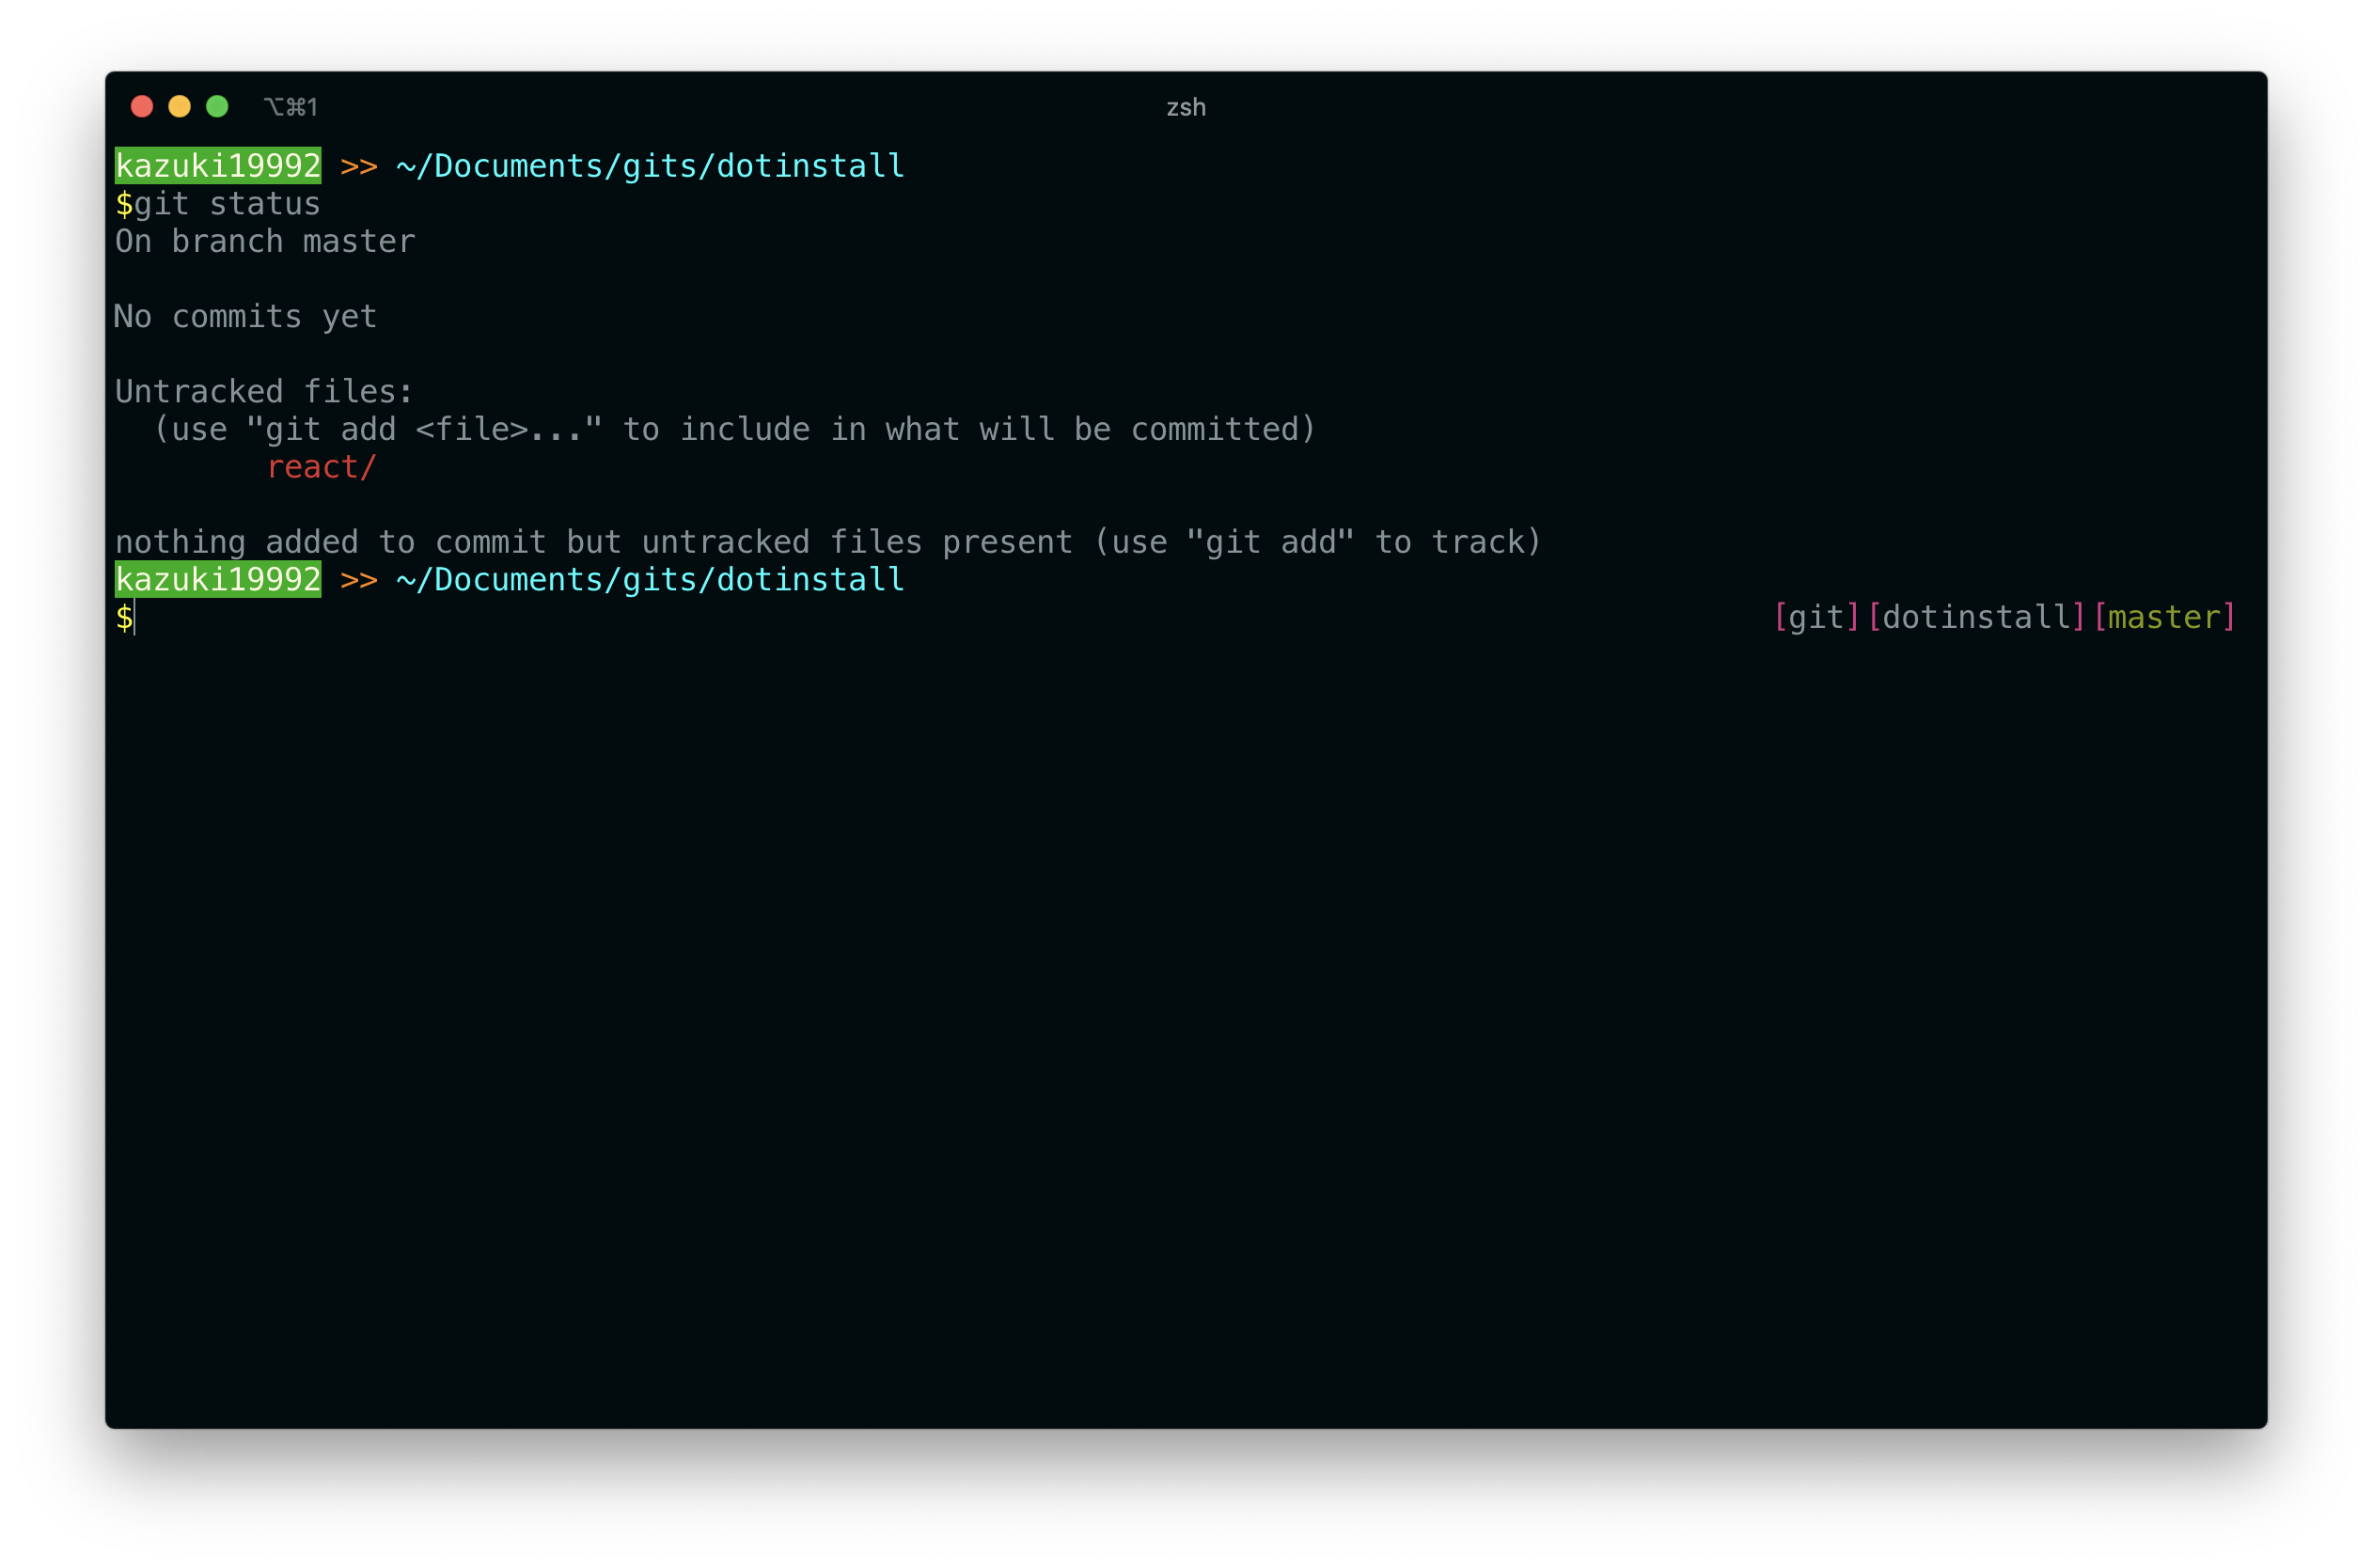 ⌥⌘1 zsh
kazuki19992 >> ~/Documents/gits/dotinstall
$git status
On branch master
No commits yet
Untracked files:
  (use "git add <file>..." to include in what will be committed)
        react/
nothing added to commit but untracked files present (use "git add" to track)
kazuki19992 >> ~/Documents/gits/dotinstall
$ [git][dotinstall][master]